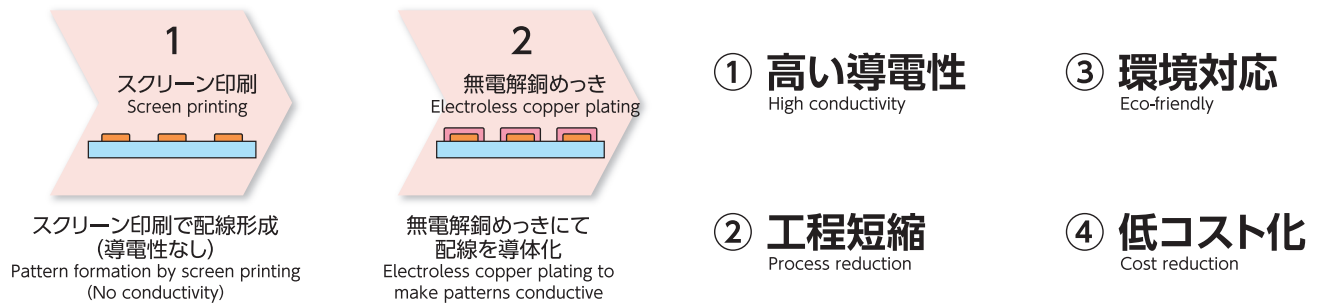 1
スクリーン印刷
Screen printing
スクリーン印刷で配線形成
(導電性なし)
Pattern formation by screen printing
(No conductivity)
2
無電解銅めっき
Electroless copper plating
無電解銅めっきにて
配線を導体化
Electroless copper plating to
make patterns conductive
① 高い導電性
High conductivity
② 工程短縮
Process reduction
③ 環境対応
Eco-friendly
④ 低コスト化
Cost reduction